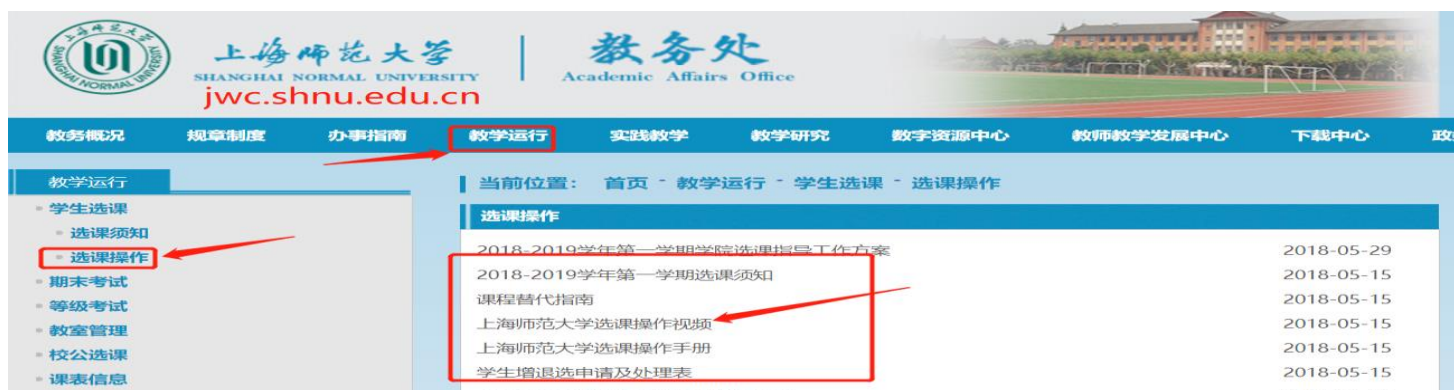 上海师范大学
教务处
SHANGHAI NORMAL UNIVERSITY
Academic Affairs Office
SHANGHAI NORMAL UNIVERSITY
jwc.shnu.edu.cn
教务概况 规章制度 办事指南 教学运行 实践教学 教学研究 数字资源中心 教师教学发展中心 下载中心
教学运行
学生选课
选课须知
选课操作
期末考试
等级考试
教室管理
校公选课
课表信息
当前位置： 首页 - 教学运行 - 学生选课 - 选课操作
选课操作
2018-2019学年第一学期学院选课指导工作方案 2018-05-29
2018-2019学年第一学期选课须知 2018-05-15
课程替代指南 2018-05-15
上海师范大学选课操作视频 2018-05-15
上海师范大学选课操作手册 2018-05-15
学生增退选申请及处理表 2018-05-15